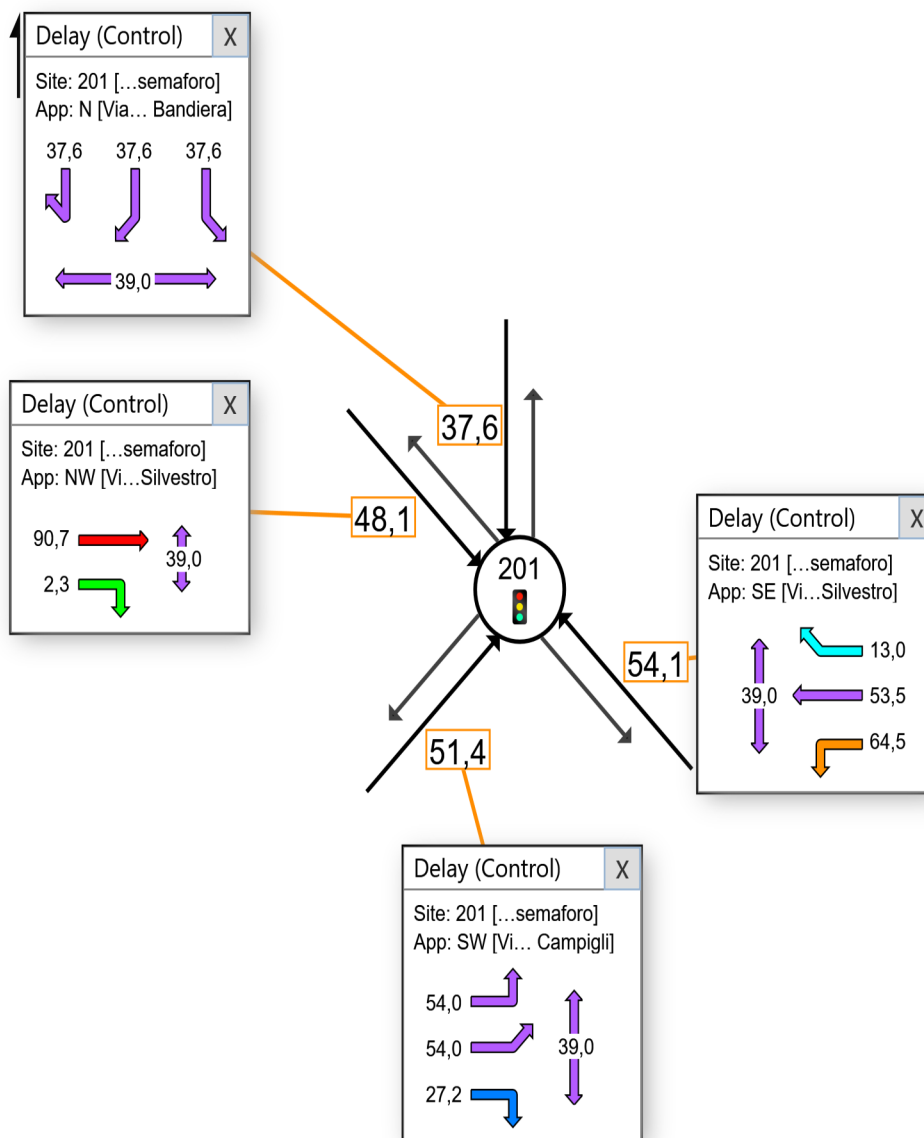 Delay (Control) X
Site: 201 [...semaforo]
App: N [Via... Bandiera]
37,6 37,6 37,6
39,0
37,6
Delay (Control) X
Site: 201 [...semaforo]
App: NW [Vi...Silvestro]
90,7
39,0
2,3
48,1
201
Delay (Control) X
Site: 201 [...semaforo]
App: SE [Vi...Silvestro]
13,0
39,0 53,5
64,5
54,1
51,4
Delay (Control) X
Site: 201 [...semaforo]
App: SW [Vi... Campigli]
54,0
54,0 39,0
27,2